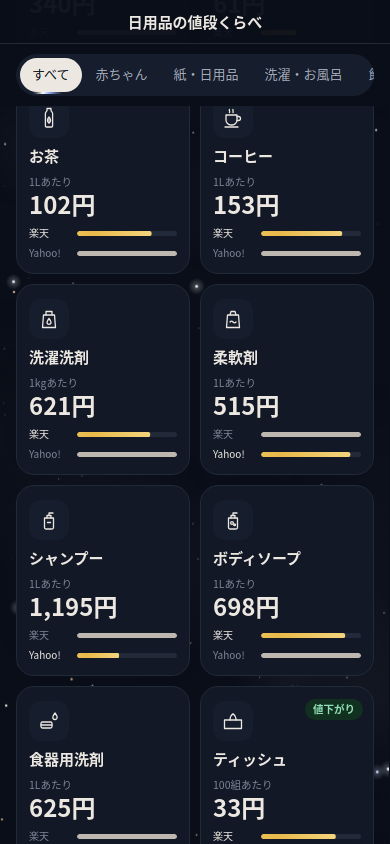 340円
61円
日用品の値段くらべ
すべて
赤ちゃん
紙・日用品
洗濯・お風呂
お茶
1Lあたり
102円
楽天
Yahoo!
コーヒー
1Lあたり
153円
楽天
Yahoo!
洗濯洗剤
1kgあたり
621円
楽天
Yahoo!
柔軟剤
1Lあたり
515円
楽天
Yahoo!
シャンプー
1Lあたり
1,195円
楽天
Yahoo!
ボディソープ
1Lあたり
698円
楽天
Yahoo!
食器用洗剤
1Lあたり
625円
楽天
値下がり
ティッシュ
100組あたり
33円
楽天